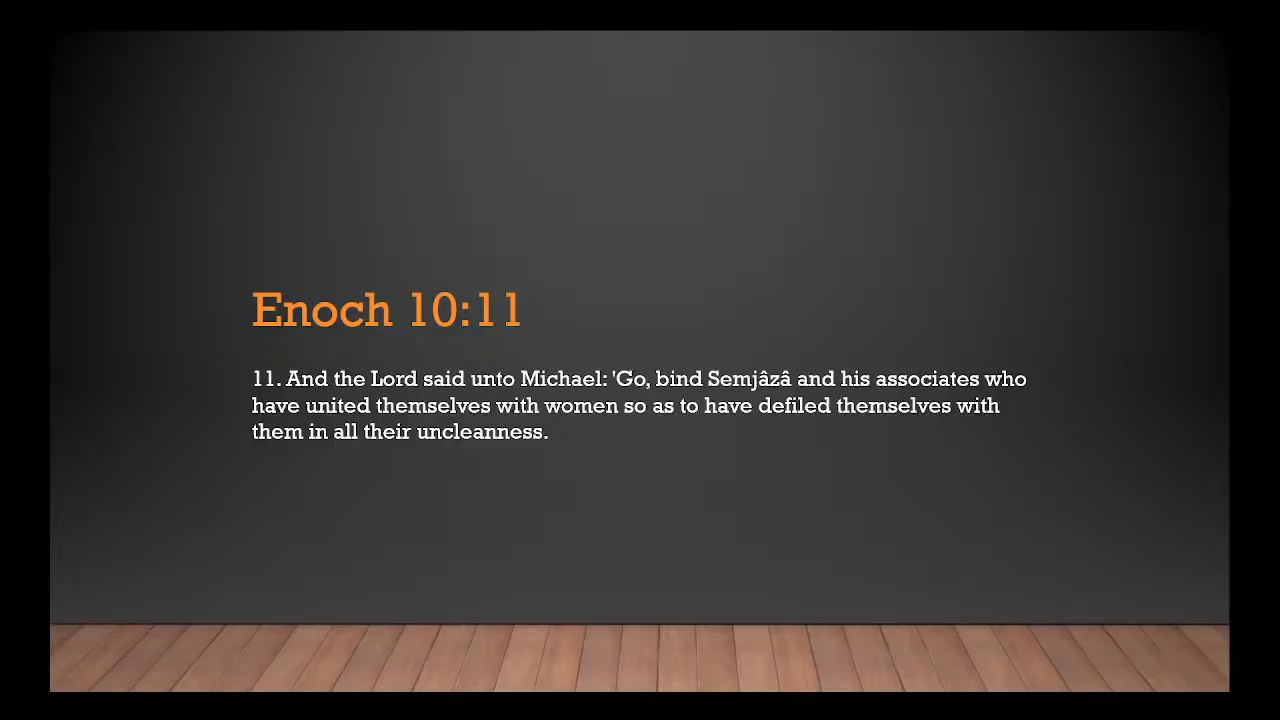 Enoch 10:11
11. And the Lord said unto Michael: 'Go, bind Semjâzâ and his associates who
have united themselves with women so as to have defiled themselves with
them in all their uncleanness.